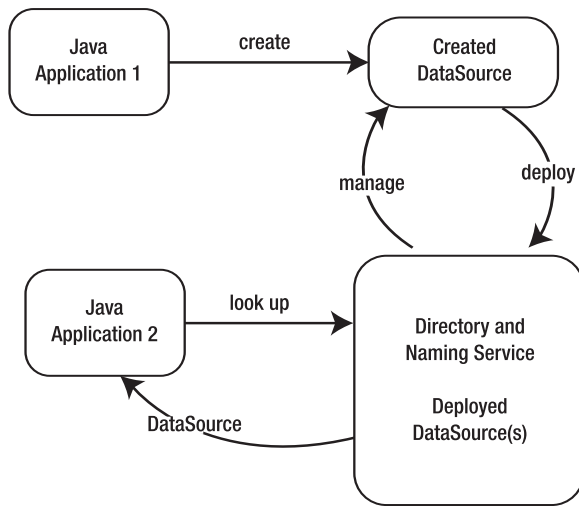 Java
Application 1
create
Created
DataSource
manage
deploy
Java
Application 2
look up
Directory and
Naming Service
Deployed
DataSource(s)
DataSource